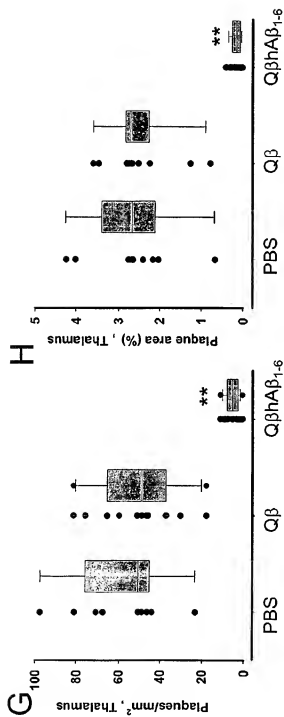 G
Plaques/mm², Thalamus
100
80
60
40
20
0
**
PBS
Qβ
QβhAβ₁₋₆
H
Plaque area (%) , Thalamus
5
4
3
2
1
0
**
PBS
Qβ
QβhAβ₁₋₆